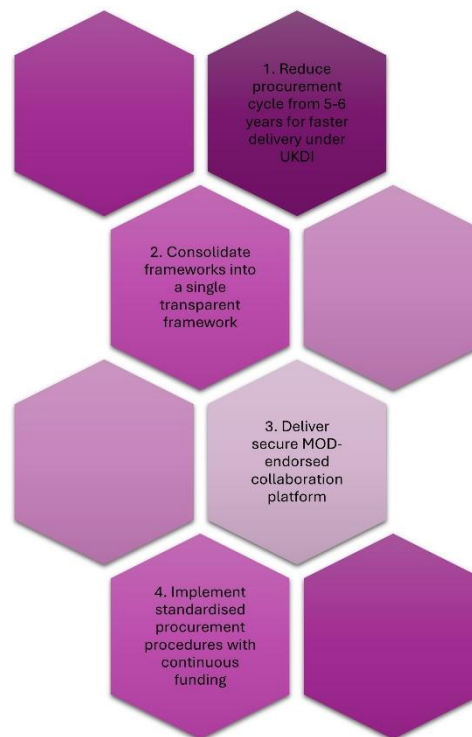 1. Reduce
procurement
cycle from 5-6
years for faster
delivery under
UKDI
2. Consolidate
frameworks into
a single
transparent
framework
3. Deliver
secure MOD-
endorsed
collaboration
platform
4. Implement
standardised
procurement
procedures with
continuous
funding